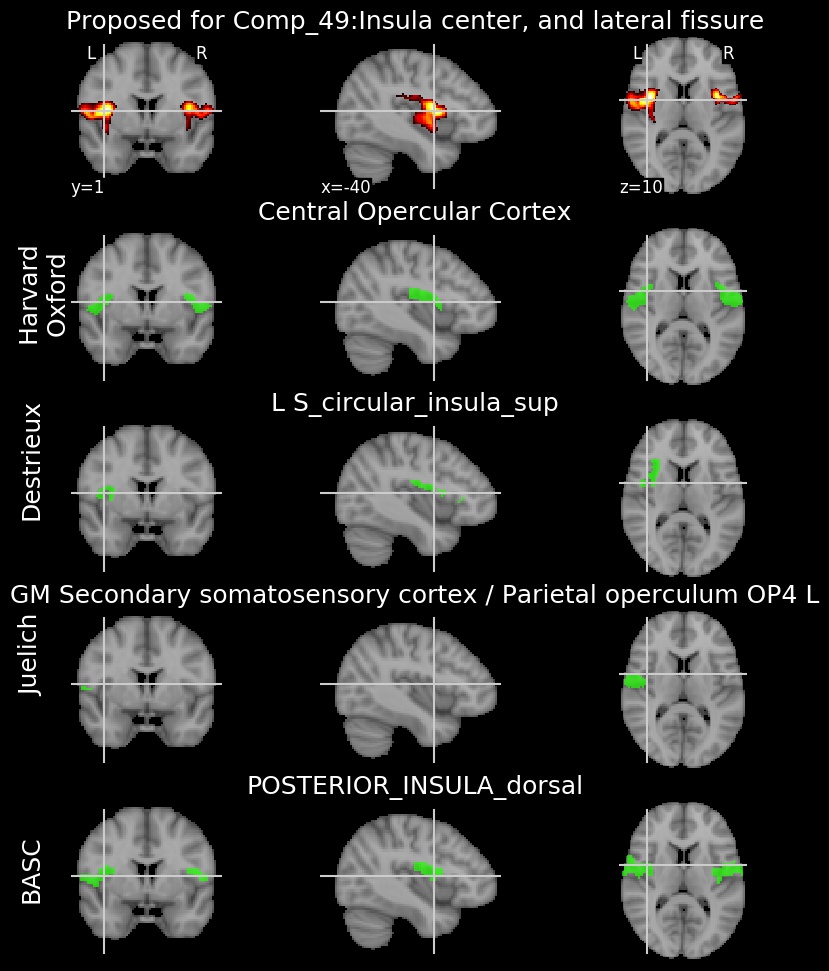 Proposed for Comp_49:Insula center, and lateral fissure
L R
L R
y=1
x=-40
z=10
Central Opercular Cortex
Harvard
Oxford
L S_circular_insula_sup
Destrieux
GM Secondary somatosensory cortex / Parietal operculum OP4 L
Juelich
POSTERIOR_INSULA_dorsal
BASC